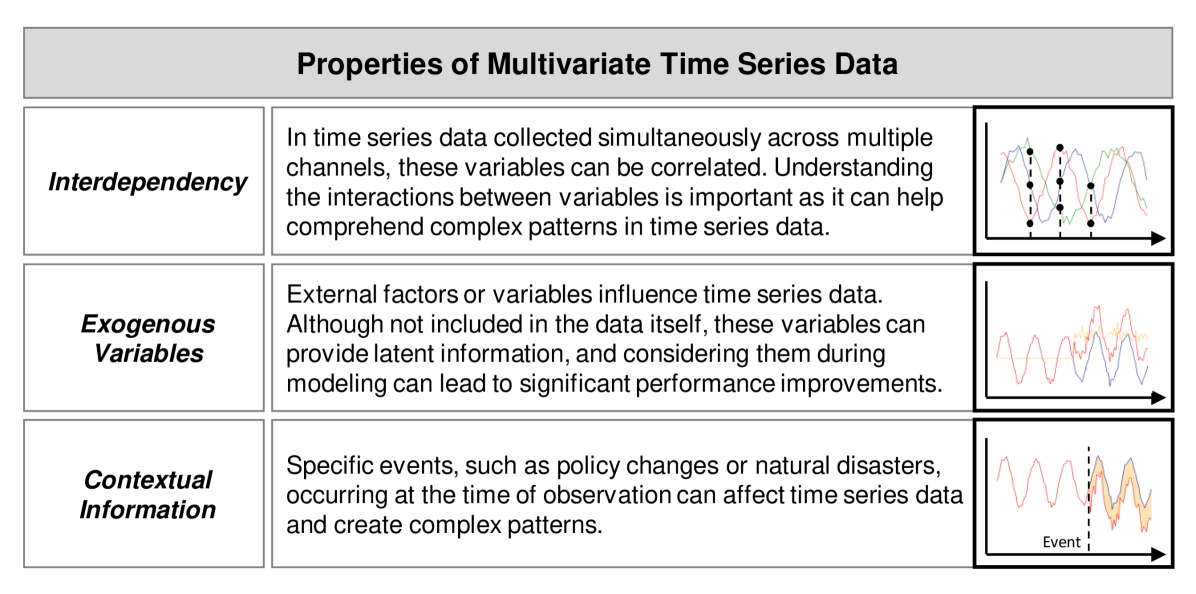 Properties of Multivariate Time Series Data
Interdependency
In time series data collected simultaneously across multiple
channels, these variables can be correlated. Understanding
the interactions between variables is important as it can help
comprehend complex patterns in time series data.
Exogenous
Variables
External factors or variables influence time series data.
Although not included in the data itself, these variables can
provide latent information, and considering them during
modeling can lead to significant performance improvements.
Contextual
Information
Specific events, such as policy changes or natural disasters,
occurring at the time of observation can affect time series data
and create complex patterns.
Event